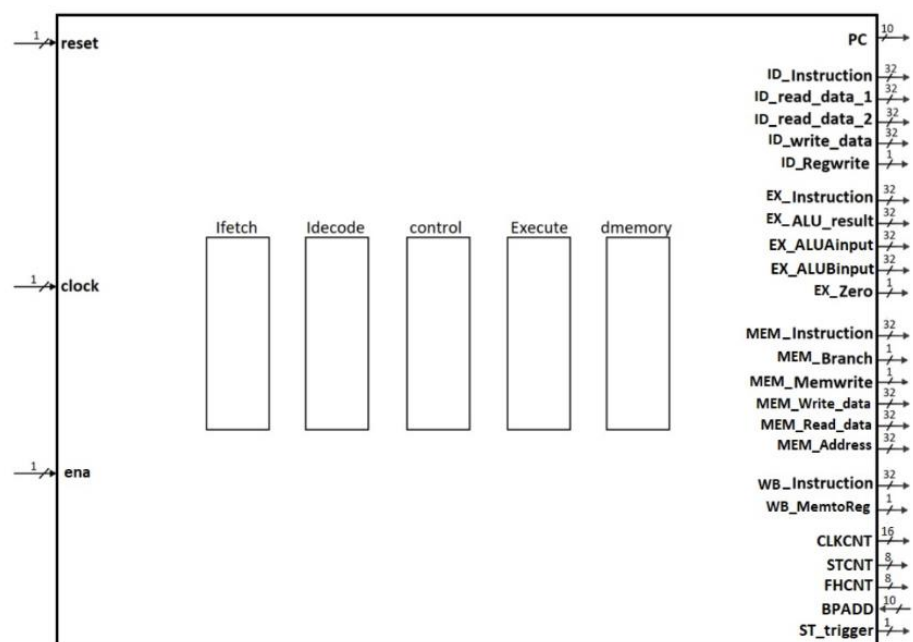 1 reset
1 clock
1 ena
Ifetch Idecode control Execute dmemory
PC 10
ID_Instruction 32
ID_read_data_1 32
ID_read_data_2 32
ID_write_data 32
ID_Regwrite 1
EX_Instruction 32
EX_ALU_result 32
EX_ALUAinput 32
EX_ALUBinput 32
EX_Zero 1
MEM_Instruction 32
MEM_Branch 1
MEM_Memwrite 1
MEM_Write_data 32
MEM_Read_data 32
MEM_Address 32
WB_Instruction 32
WB_MemtoReg 1
CLKCNT 16
STCNT 8
FHCNT 8
BPADD 10
ST_trigger 1